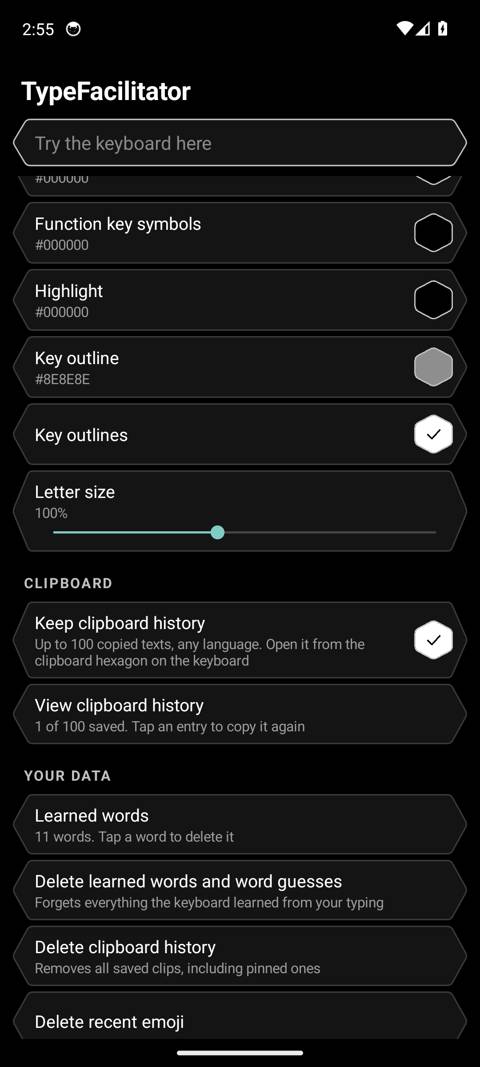 2:55
TypeFacilitator
Try the keyboard here
#000000
Function key symbols
#000000
Highlight
#000000
Key outline
#8E8E8E
Key outlines
Letter size
100%
CLIPBOARD
Keep clipboard history
Up to 100 copied texts, any language. Open it from the
clipboard hexagon on the keyboard
View clipboard history
1 of 100 saved. Tap an entry to copy it again
YOUR DATA
Learned words
11 words. Tap a word to delete it
Delete learned words and word guesses
Forgets everything the keyboard learned from your typing
Delete clipboard history
Removes all saved clips, including pinned ones
Delete recent emoji